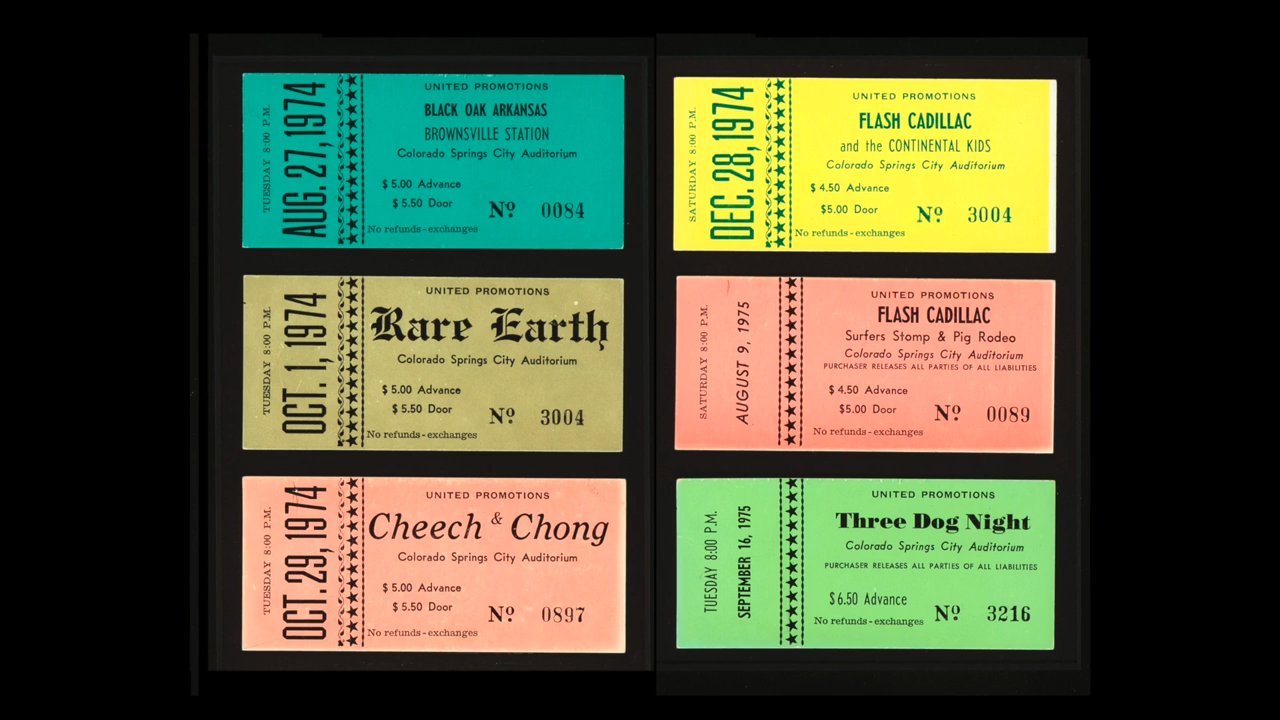 TUESDAY 8:00 P.M.
AUG. 27, 1974
UNITED PROMOTIONS
BLACK OAK ARKANSAS
BROWNSVILLE STATION
Colorado Springs City Auditorium
$5.00 Advance
$5.50 Door
Nº 0084
No refunds - exchanges
TUESDAY 8:00 P.M.
OCT. 1, 1974
UNITED PROMOTIONS
Rare Earth
Colorado Springs City Auditorium
$5.00 Advance
$5.50 Door
Nº 3004
No refunds - exchanges
TUESDAY 8:00 P.M.
OCT. 29, 1974
UNITED PROMOTIONS
Cheech & Chong
Colorado Springs City Auditorium
$5.00 Advance
$5.50 Door
Nº 0897
No refunds - exchanges
SATURDAY 8:00 P.M.
DEC. 28, 1974
UNITED PROMOTIONS
FLASH CADILLAC
and the CONTINENTAL KIDS
Colorado Springs City Auditorium
$4.50 Advance
$5.00 Door
Nº 3004
No refunds - exchanges
SATURDAY 8:00 P.M.
AUGUST 9, 1975
UNITED PROMOTIONS
FLASH CADILLAC
Surfers Stomp & Pig Rodeo
Colorado Springs City Auditorium
PURCHASER RELEASES ALL PARTIES OF ALL LIABILITIES
$4.50 Advance
$5.00 Door
Nº 0089
No refunds - exchanges
TUESDAY 8:00 P.M.
SEPTEMBER 16, 1975
UNITED PROMOTIONS
Three Dog Night
Colorado Springs City Auditorium
PURCHASER RELEASES ALL PARTIES OF ALL LIABILITIES
$6.50 Advance
Nº 3216
No refunds - exchanges